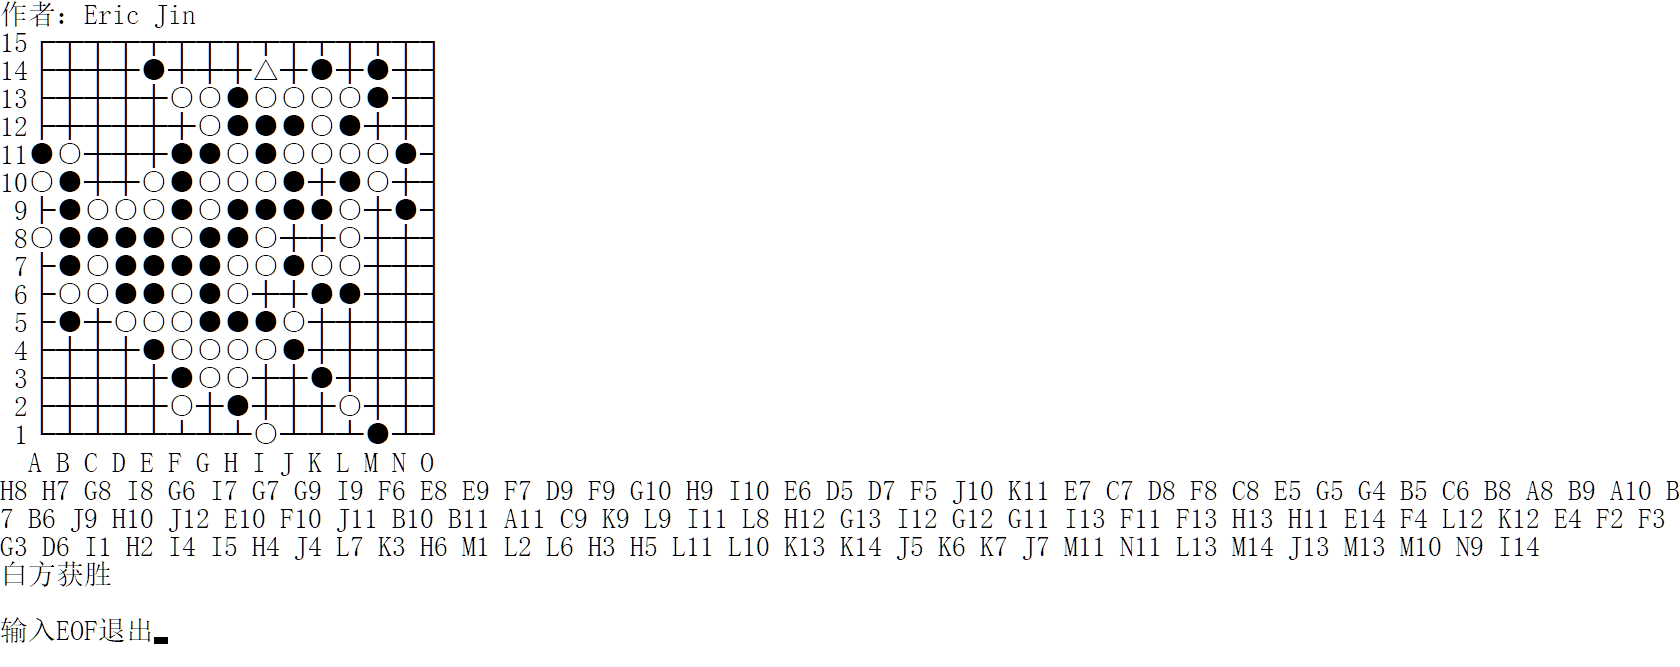 作者: Eric Jin
15
14
13
12
11
10
9
8
7
6
5
4
3
2
1
A B C D E F G H I J K L M N O
H8 H7 G8 I8 G6 I7 G7 G9 I9 F6 E8 E9 F7 D9 F9 G10 H9 I10 E6 D5 D7 F5 J10 K11 E7 C7 D8 F8 C8 E5 G5 G4 B5 C6 B8 A8 B9 A10 B
7 B6 J9 H10 J12 E10 F10 J11 B10 B11 A11 C9 K9 L9 I11 L8 H12 G13 I12 G12 G11 I13 F11 F13 H13 H11 E14 F4 L12 K12 E4 F2 F3
G3 D6 I1 H2 I4 I5 H4 J4 L7 K3 H6 M1 L2 L6 H3 H5 L11 L10 K13 K14 J5 K6 K7 J7 M11 N11 L13 M14 J13 M13 M10 N9 I14
白方获胜
输入EOF退出